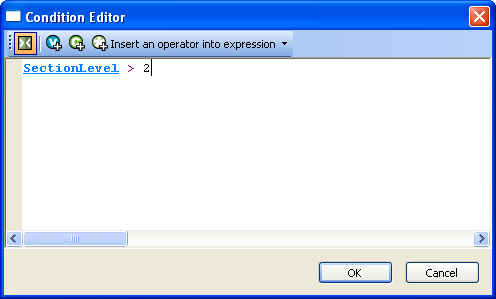 Condition Editor
Insert an operator into expression
SectionLevel > 2
OK
Cancel